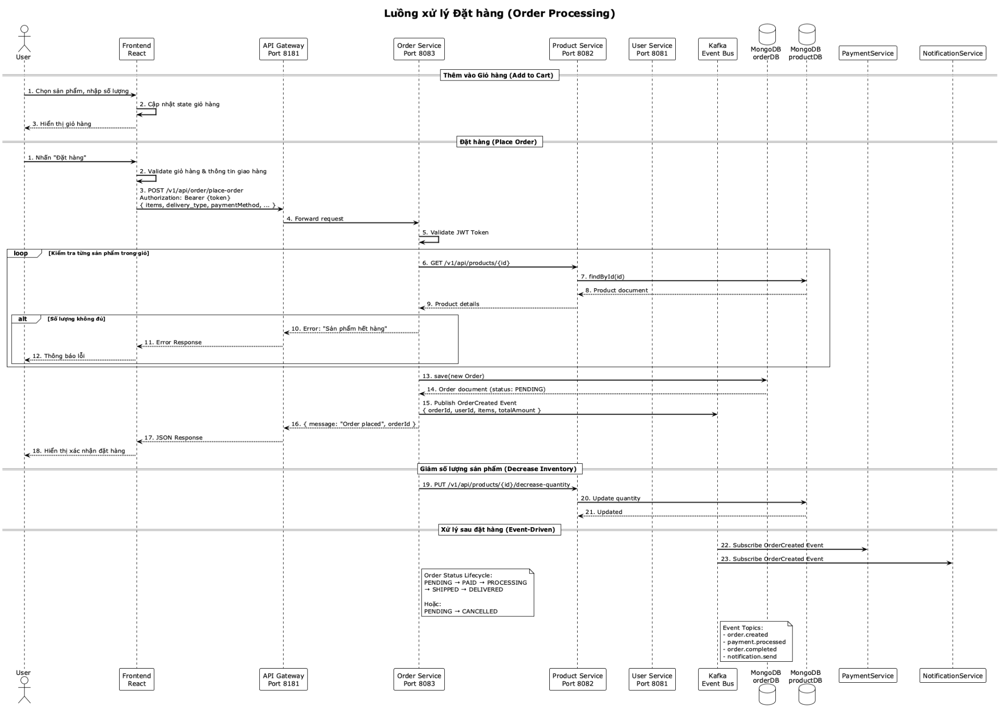 Luồng xử lý Đặt hàng (Order Processing)
User
Frontend
React
API Gateway
Port 8181
Order Service
Port 8083
Product Service
Port 8082
User Service
Port 8081
Kafka
Event Bus
MongoDB
orderDB
MongoDB
productDB
PaymentService
NotificationService
Thêm vào Giỏ hàng (Add to Cart)
1. Chọn sản phẩm, nhập số lượng
2. Cập nhật state giỏ hàng
3. Hiển thị giỏ hàng
Đặt hàng (Place Order)
1. Nhấn "Đặt hàng"
2. Validate giỏ hàng & thông tin giao hàng
3. POST /v1/api/order/place-order
Authorization: Bearer {token}
{ items, delivery_type, paymentMethod, ... }
4. Forward request
5. Validate JWT Token
loop [Kiểm tra từng sản phẩm trong giỏ]
6. GET /v1/api/products/{id}
7. findById(id)
8. Product document
9. Product details
alt [Số lượng không đủ]
10. Error: "Sản phẩm hết hàng"
11. Error Response
12. Thông báo lỗi
13. save(new Order)
14. Order document (status: PENDING)
15. Publish OrderCreated Event
{ orderId, userId, items, totalAmount }
16. { message: "Order placed", orderId }
17. JSON Response
18. Hiển thị xác nhận đặt hàng
Giảm số lượng sản phẩm (Decrease Inventory)
19. PUT /v1/api/products/{id}/decrease-quantity
20. Update quantity
21. Updated
Xử lý sau đặt hàng (Event-Driven)
22. Subscribe OrderCreated Event
23. Subscribe OrderCreated Event
Order Status Lifecycle:
PENDING → PAID → PROCESSING
→ SHIPPED → DELIVERED
Hoặc:
PENDING → CANCELLED
Event Topics:
- order.created
- payment.processed
- order.completed
- notification.send
User
Frontend
React
API Gateway
Port 8181
Order Service
Port 8083
Product Service
Port 8082
User Service
Port 8081
Kafka
Event Bus
MongoDB
orderDB
MongoDB
productDB
PaymentService
NotificationService